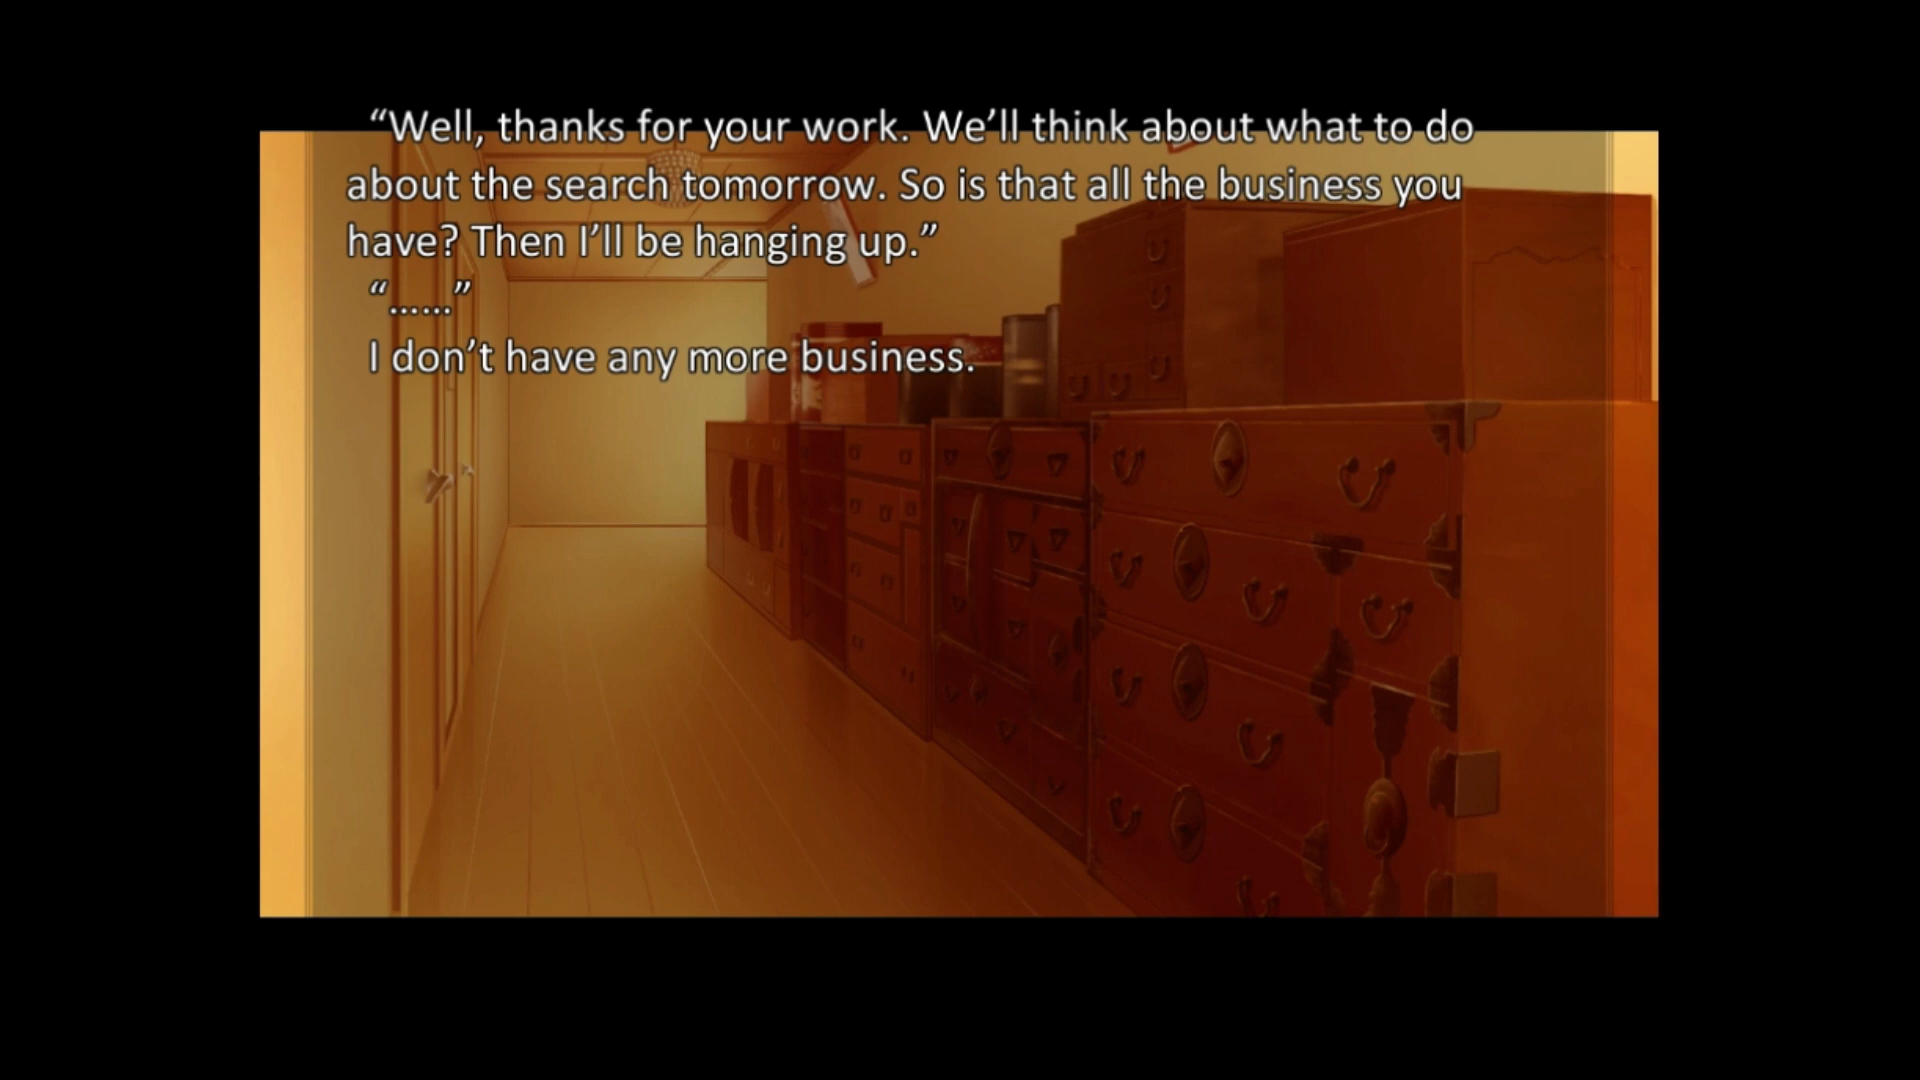 “Well, thanks for your work. We’ll think about what to do
about the search tomorrow. So is that all the business you
have? Then I’ll be hanging up.”
“......”
I don’t have any more business.